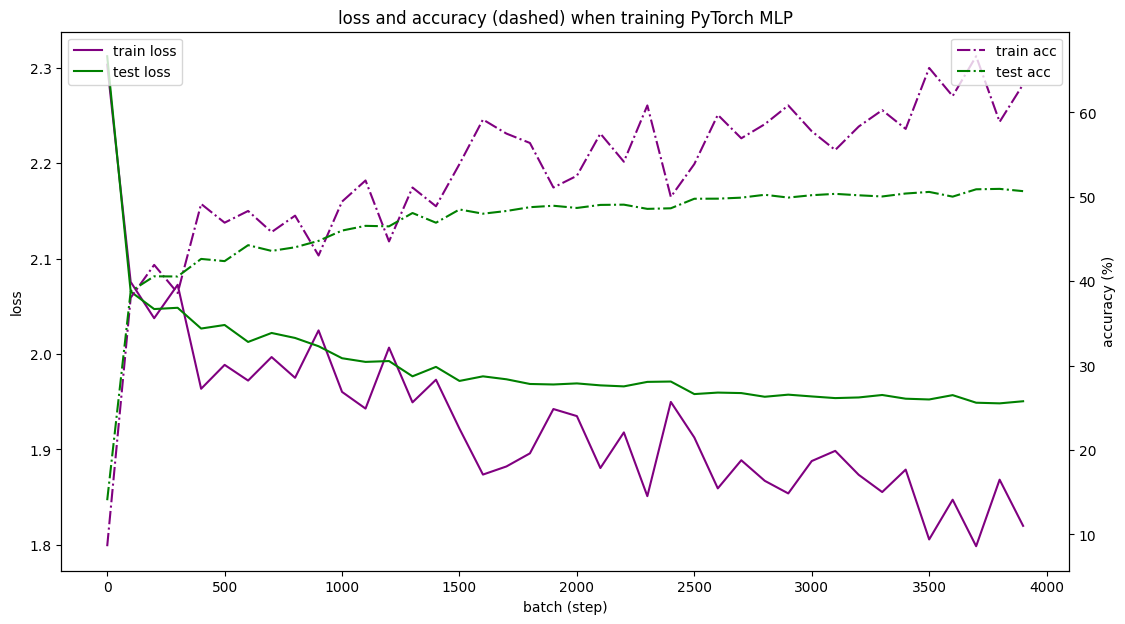 loss and accuracy (dashed) when training PyTorch MLP
train loss
test loss
train acc
test acc
2.3
2.2
2.1
2.0
1.9
1.8
loss
60
50
40
30
20
10
accuracy (%)
0 500 1000 1500 2000 2500 3000 3500 4000
batch (step)